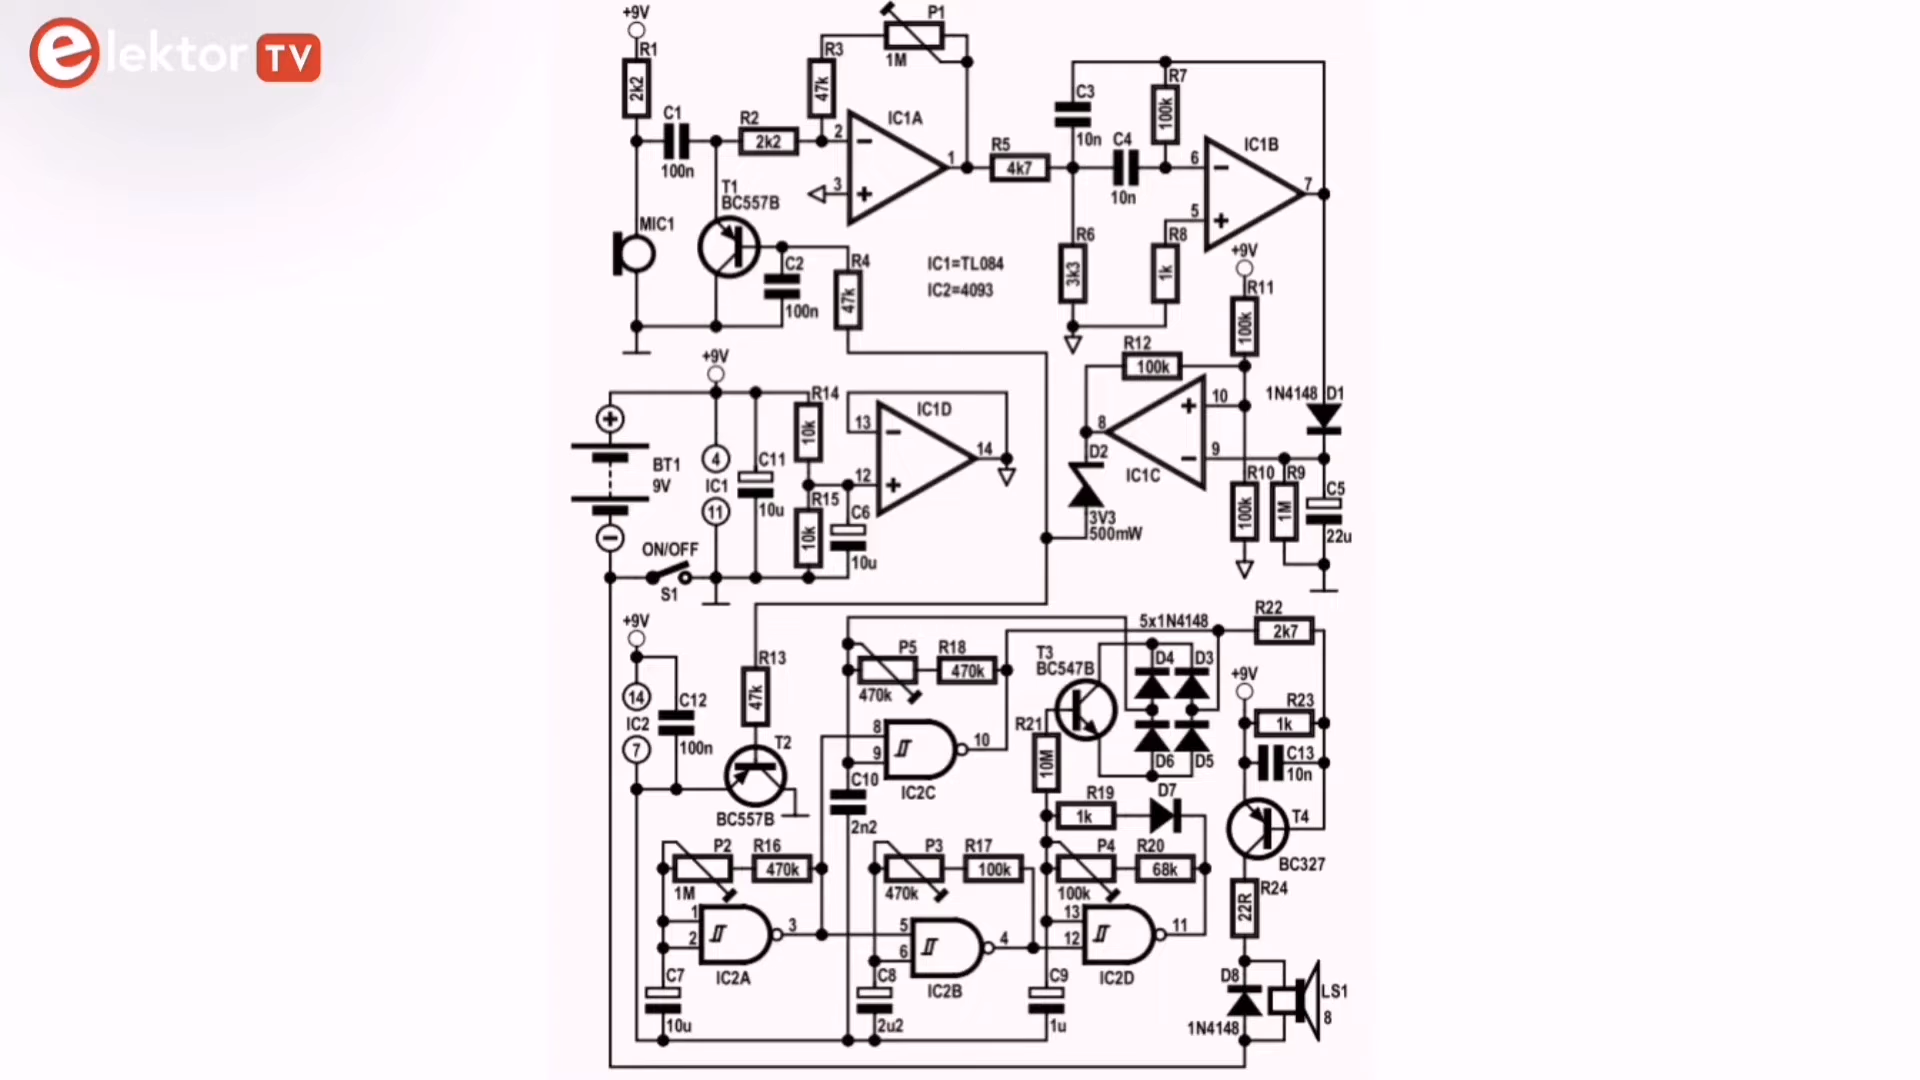 elektor TV
+9V
R1
2k2
C1
100n
R2
2k2
R3
47k
P1
1M
2
3
1
IC1A
T1
BC557B
MIC1
C2
100n
R4
47k
IC1=TL084
IC2=4093
R5
4k7
C3
10n
C4
10n
R7
100k
6
5
7
IC1B
R6
3k3
R8
1k
+9V
R11
100k
R12
100k
1N4148 D1
10
9
8
IC1C
D2
3V3
500mW
R10
100k
R9
1M
C5
22u
+9V
BT1
9V
4
IC1
11
C11
10u
R14
10k
R15
10k
C6
10u
13
12
14
IC1D
ON/OFF
S1
+9V
14
IC2
7
C12
100n
R13
47k
T2
BC557B
P5
470k
R18
470k
8
9
10
IC2C
C10
2n2
T3
BC547B
5x1N4148
D4
D3
D6
D5
R21
10M
R22
2k7
+9V
R23
1k
C13
10n
T4
BC327
R24
22R
D8
1N4148
LS1
8
R19
1k
D7
P2
1M
R16
470k
1
2
3
IC2A
C7
10u
P3
470k
R17
100k
5
6
4
IC2B
C8
2u2
P4
100k
R20
68k
13
12
11
IC2D
C9
1u